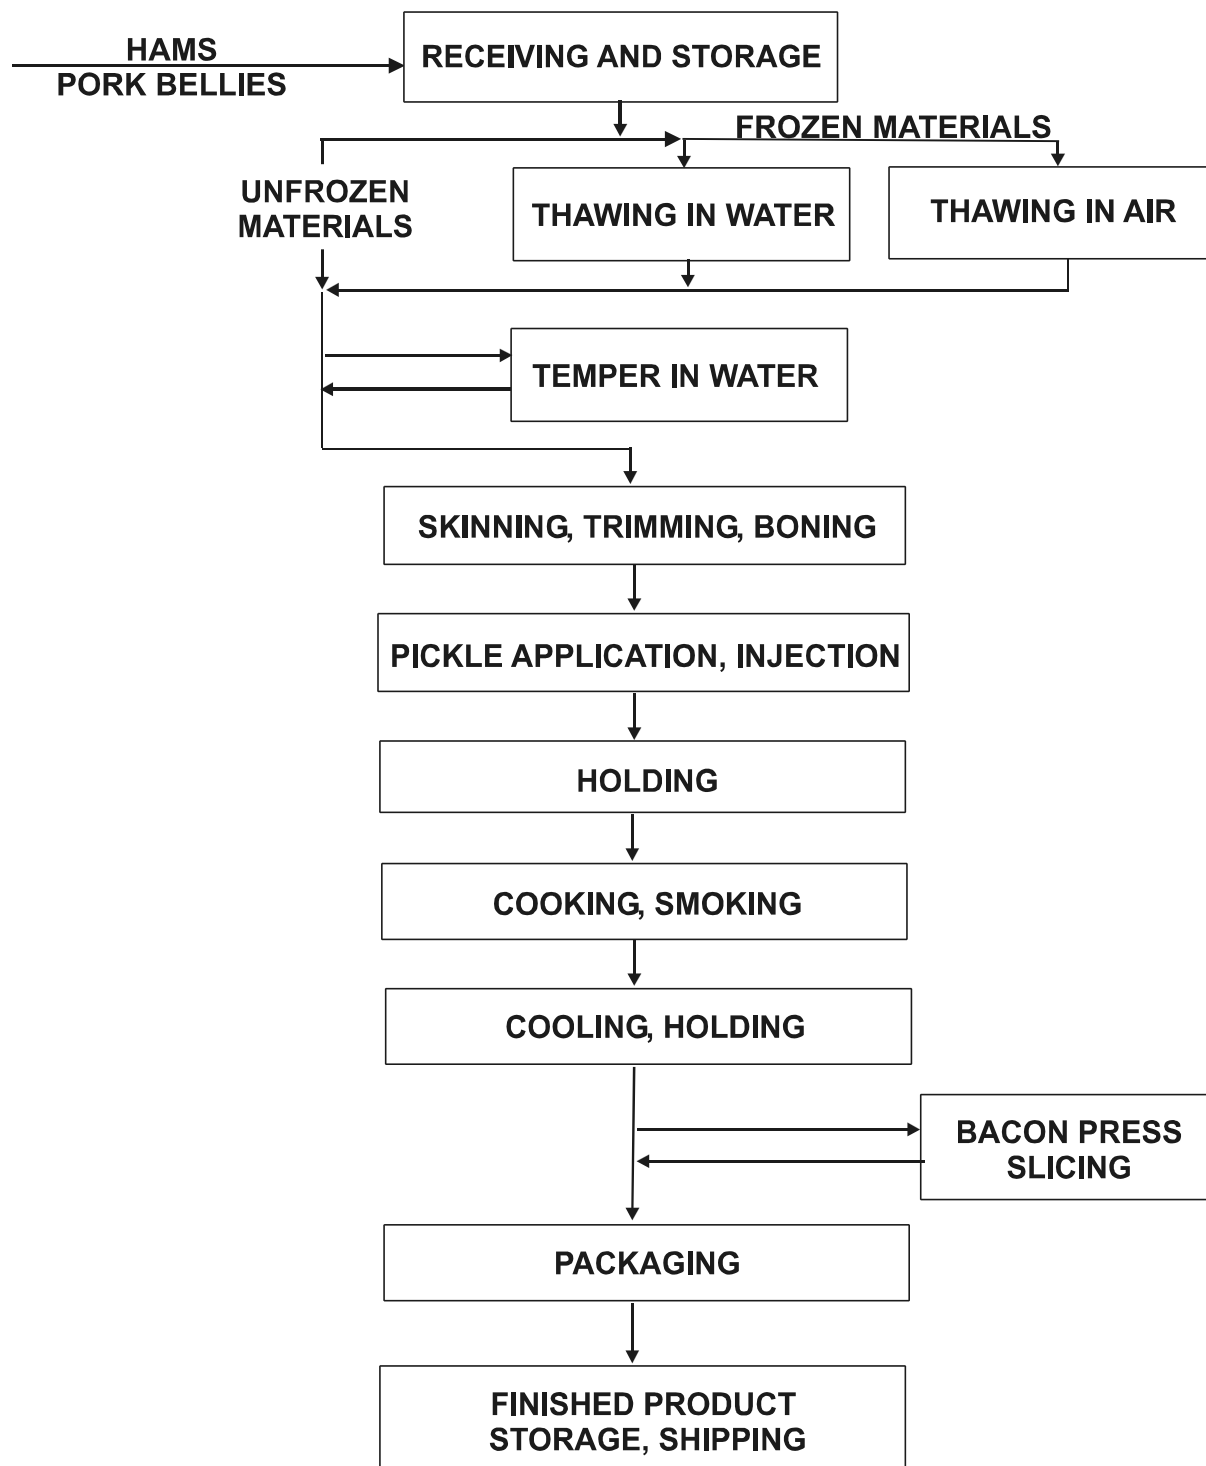 HAMS
PORK BELLIES
RECEIVING AND STORAGE
FROZEN MATERIALS
UNFROZEN
MATERIALS
THAWING IN WATER
THAWING IN AIR
TEMPER IN WATER
SKINNING, TRIMMING, BONING
PICKLE APPLICATION, INJECTION
HOLDING
COOKING, SMOKING
COOLING, HOLDING
BACON PRESS
SLICING
PACKAGING
FINISHED PRODUCT
STORAGE, SHIPPING